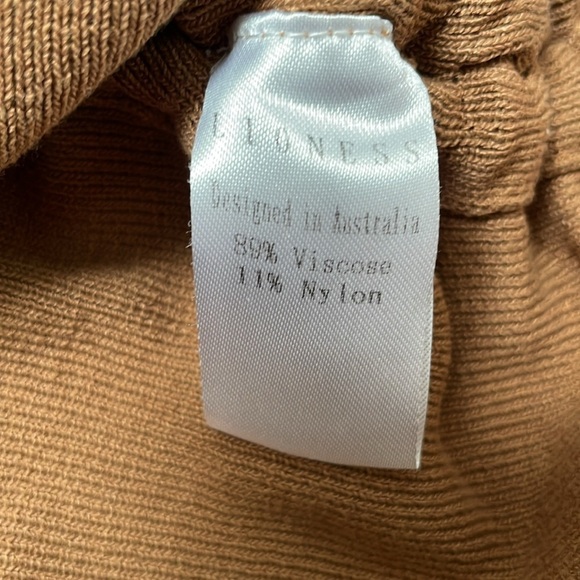 LIONESS
Designed in Australia
89% Viscose
11% Nylon